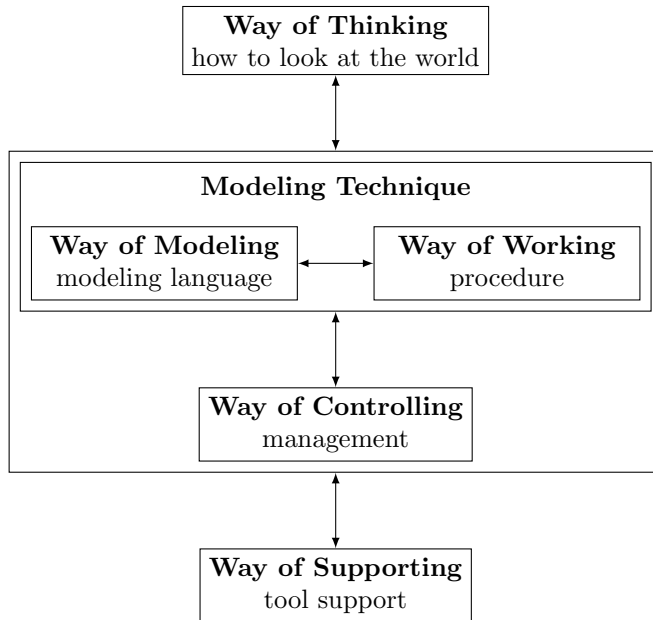 Way of Thinking
how to look at the world
Modeling Technique
Way of Modeling
modeling language
Way of Working
procedure
Way of Controlling
management
Way of Supporting
tool support